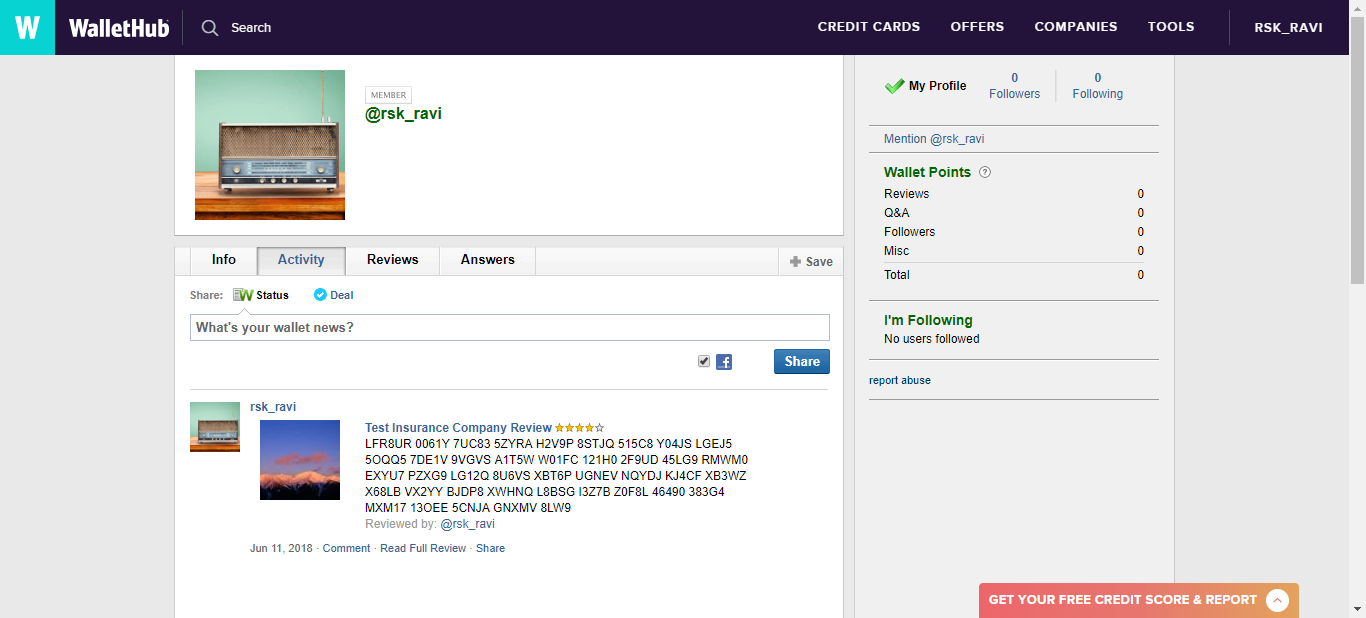 W WalletHub Search CREDIT CARDS OFFERS COMPANIES TOOLS RSK_RAVI
MEMBER
@rsk_ravi
My Profile
0 Followers
0 Following
Mention @rsk_ravi
Wallet Points ?
Reviews 0
Q&A 0
Followers 0
Misc 0
Total 0
I'm Following
No users followed
report abuse
Info Activity Reviews Answers Save
Share: W Status Deal
What's your wallet news?
f Share
rsk_ravi
Test Insurance Company Review
LFR8UR 0061Y 7UC83 5ZYRA H2V9P 8STJQ 515C8 Y04JS LGEJ5
5OQQ5 7DE1V 9VGVS A1T5W W01FC 121H0 2F9UD 45LG9 RMWM0
EXYU7 PZXG9 LG12Q 8U6VS XBT6P UGNEV NQYDJ KJ4CF XB3WZ
X68LB VX2YY BJDP8 XWHNQ L8BSG I3Z7B Z0F8L 46490 383G4
MXM17 13OEE 5CNJA GNXMV 8LW9
Reviewed by: @rsk_ravi
Jun 11, 2018 · Comment · Read Full Review · Share
GET YOUR FREE CREDIT SCORE & REPORT